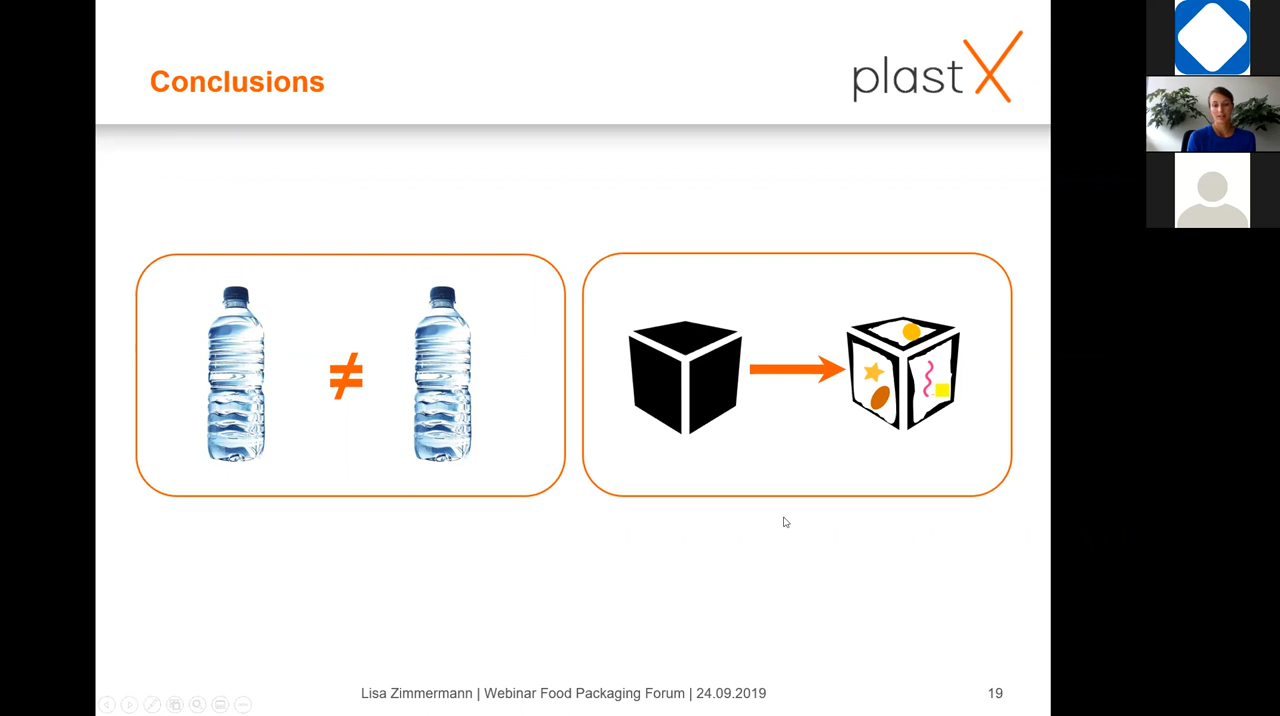 Conclusions
plastX
≠
Lisa Zimmermann | Webinar Food Packaging Forum | 24.09.2019
19